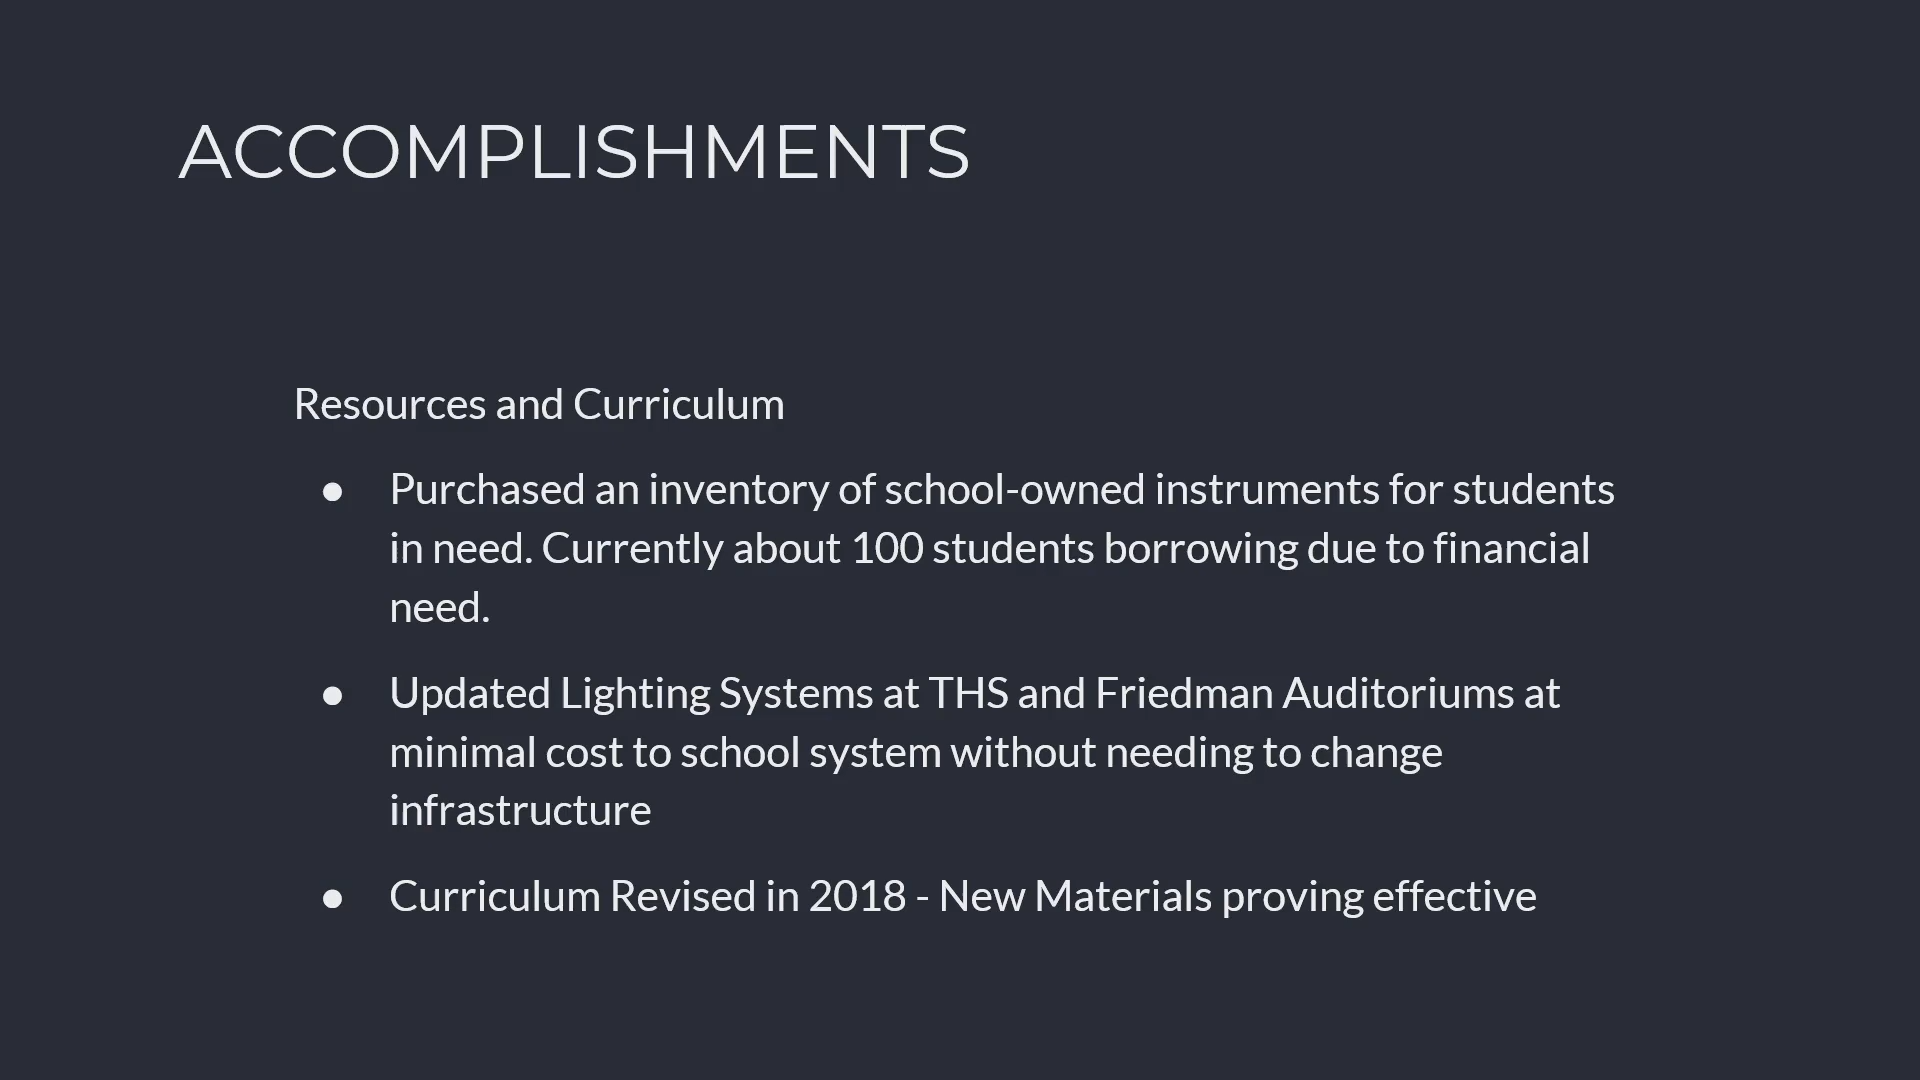 ACCOMPLISHMENTS
Resources and Curriculum
● Purchased an inventory of school-owned instruments for students
in need. Currently about 100 students borrowing due to financial
need.
● Updated Lighting Systems at THS and Friedman Auditoriums at
minimal cost to school system without needing to change
infrastructure
● Curriculum Revised in 2018 - New Materials proving effective